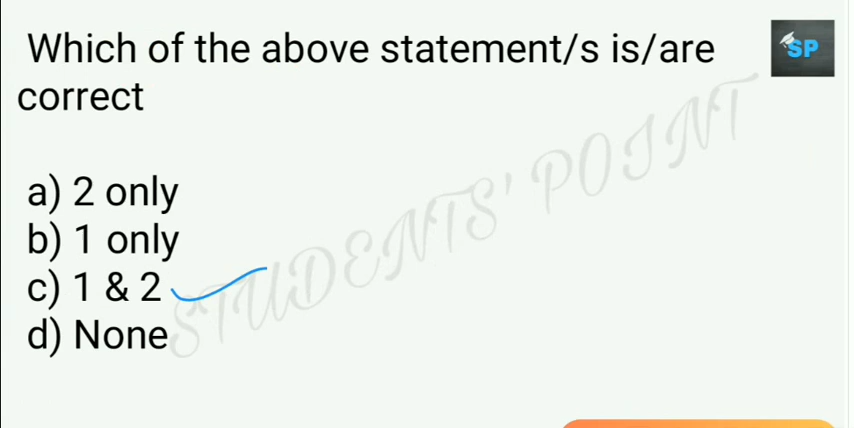 Which of the above statement/s is/are
SP
correct
a) 2 only
b) 1 only
c) 1 & 2
d) None
STUDENTS' POINT